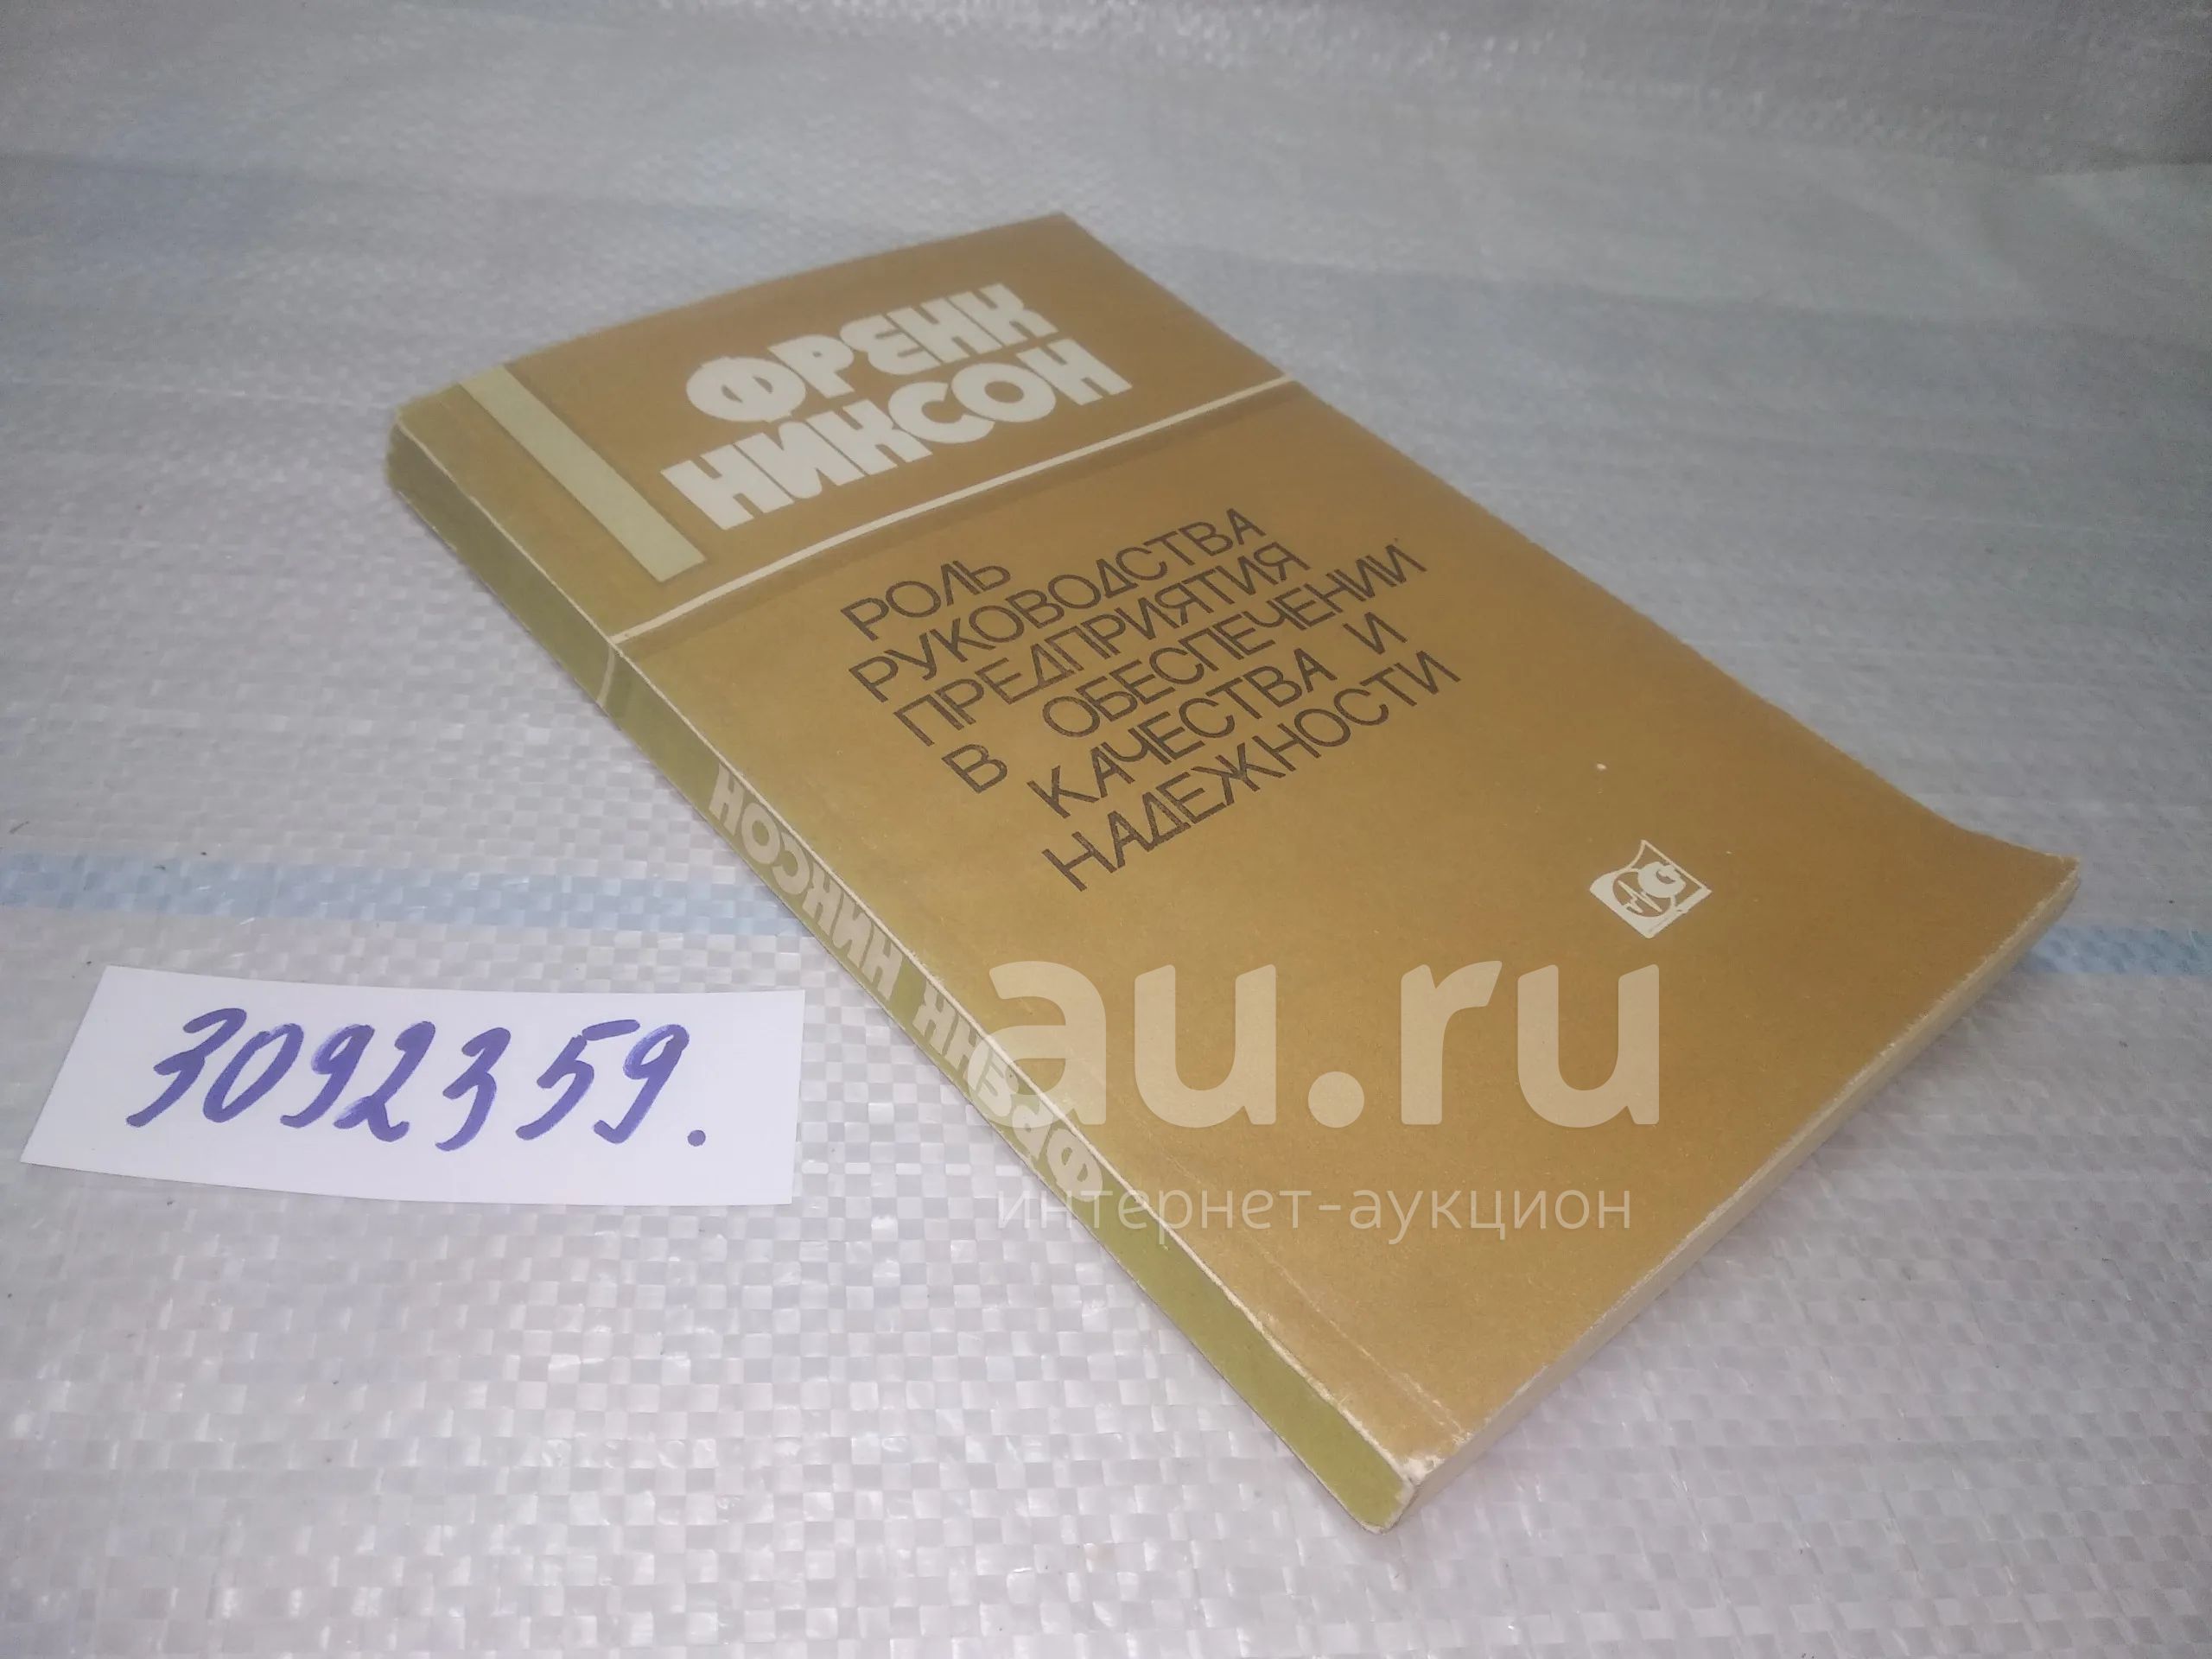 ФРЕНК
НИКСОН
РОЛЬ
РУКОВОДСТВА
ПРЕДПРИЯТИЯ
В ОБЕСПЕЧЕНИИ
КАЧЕСТВА И
НАДЕЖНОСТИ
ФРЕНК НИКСОН
3092359.
au.ru
интернет-аукцион